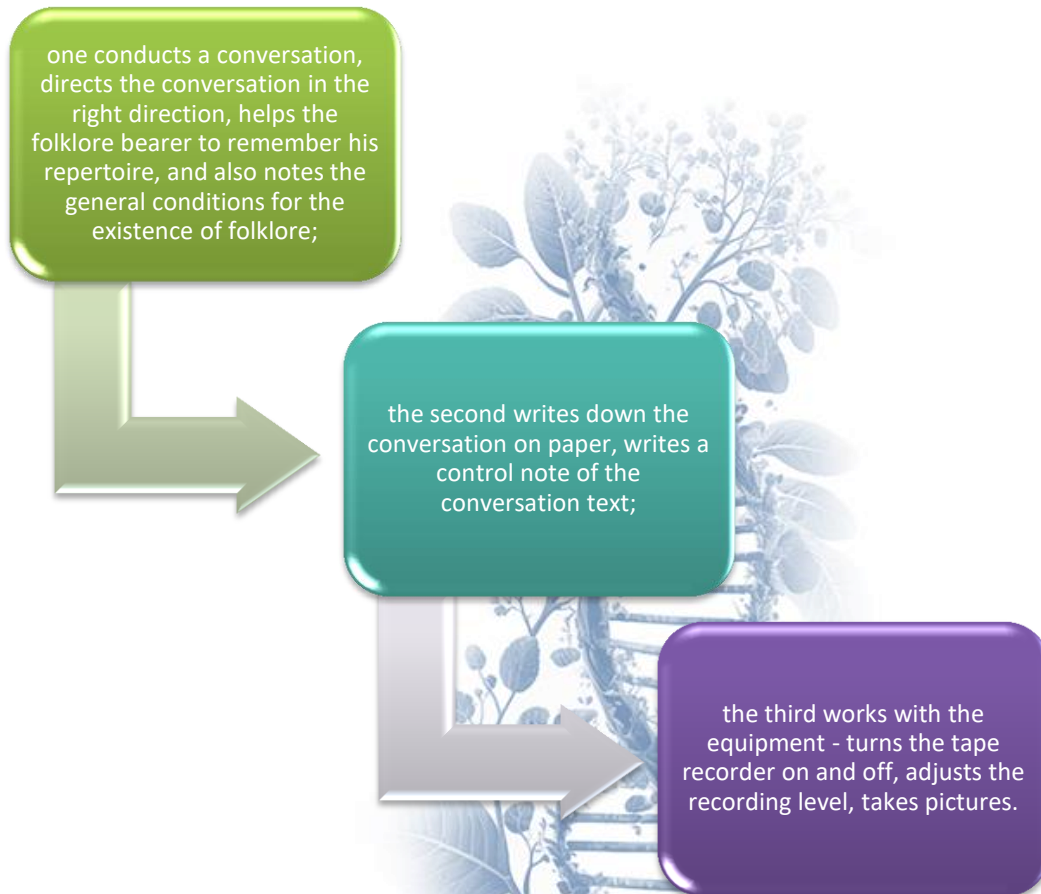 one conducts a conversation,
directs the conversation in the
right direction, helps the
folklore bearer to remember his
repertoire, and also notes the
general conditions for the
existence of folklore;
the second writes down the
conversation on paper, writes a
control note of the
conversation text;
the third works with the
equipment - turns the tape
recorder on and off, adjusts the
recording level, takes pictures.